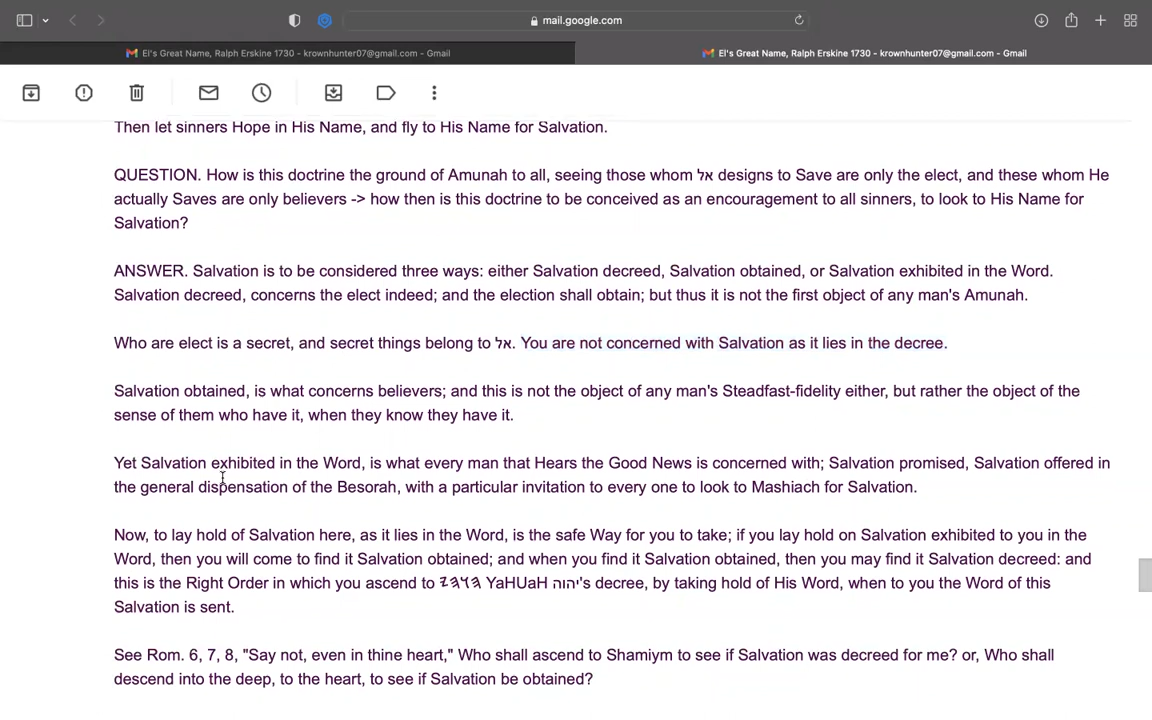 mail.google.com
El's Great Name, Ralph Erskine 1730 - krownhunter07@gmail.com - Gmail
El's Great Name, Ralph Erskine 1730 - krownhunter07@gmail.com - Gmail
Then let sinners Hope in His Name, and fly to His Name for Salvation.
QUESTION. How is this doctrine the ground of Amunah to all, seeing those whom אל designs to Save are only the elect, and these whom He
actually Saves are only believers -> how then is this doctrine to be conceived as an encouragement to all sinners, to look to His Name for
Salvation?
ANSWER. Salvation is to be considered three ways: either Salvation decreed, Salvation obtained, or Salvation exhibited in the Word.
Salvation decreed, concerns the elect indeed; and the election shall obtain; but thus it is not the first object of any man's Amunah.
Who are elect is a secret, and secret things belong to אל. You are not concerned with Salvation as it lies in the decree.
Salvation obtained, is what concerns believers; and this is not the object of any man's Steadfast-fidelity either, but rather the object of the
sense of them who have it, when they know they have it.
Yet Salvation exhibited in the Word, is what every man that Hears the Good News is concerned with; Salvation promised, Salvation offered in
the general dispensation of the Besorah, with a particular invitation to every one to look to Mashiach for Salvation.
Now, to lay hold of Salvation here, as it lies in the Word, is the safe Way for you to take; if you lay hold on Salvation exhibited to you in the
Word, then you will come to find it Salvation obtained; and when you find it Salvation obtained, then you may find it Salvation decreed: and
this is the Right Order in which you ascend to 𐤉𐤄𐤅𐤄 YaHUaH יהוה's decree, by taking hold of His Word, when to you the Word of this
Salvation is sent.
See Rom. 6, 7, 8, "Say not, even in thine heart," Who shall ascend to Shamiym to see if Salvation was decreed for me? or, Who shall
descend into the deep, to the heart, to see if Salvation be obtained?